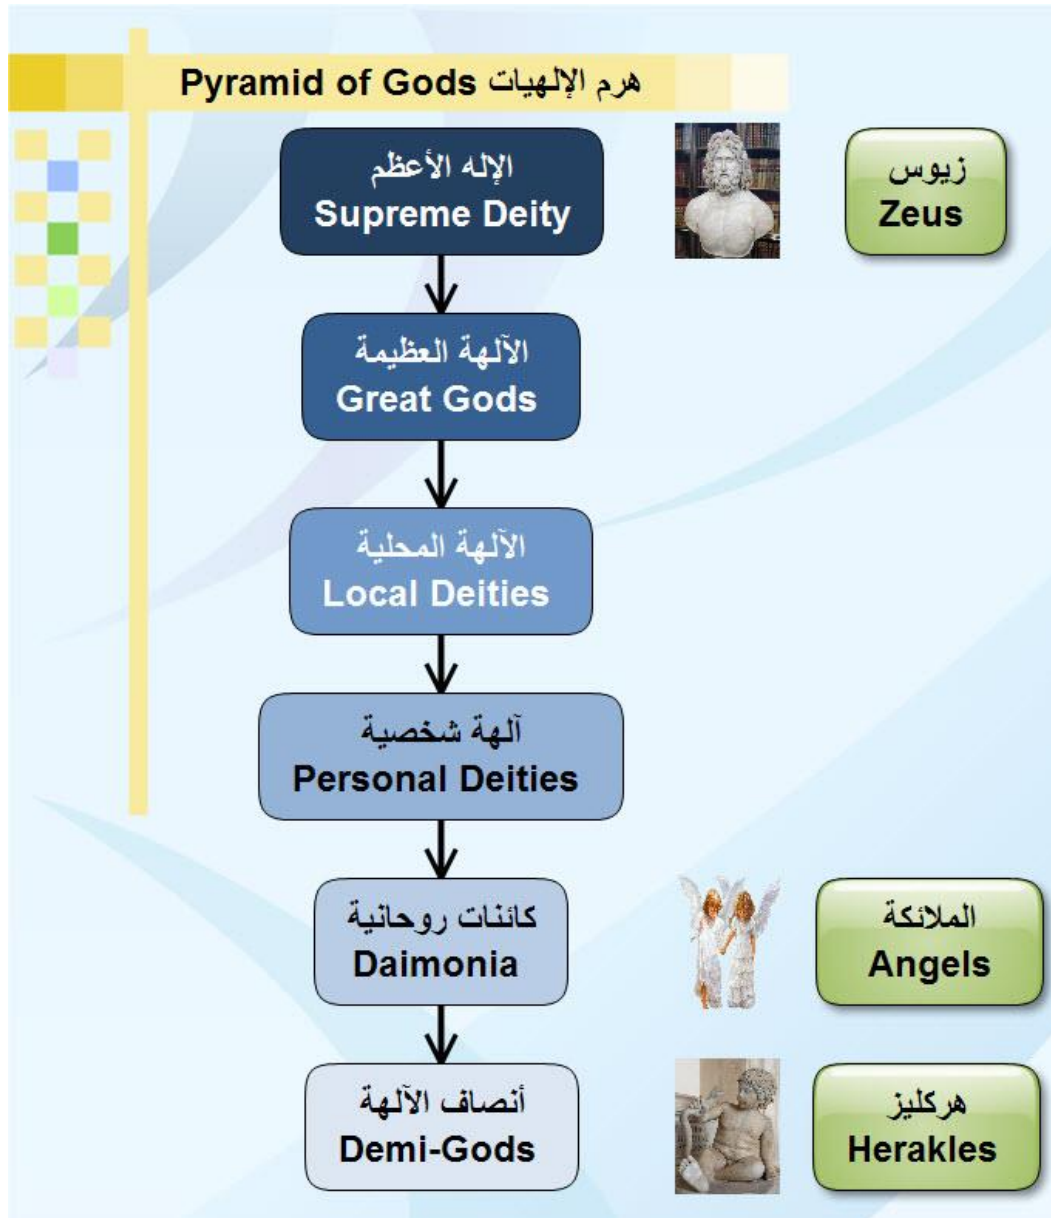 هرم الإلهيات Pyramid of Gods
الإله الأعظم
Supreme Deity
زيوس
Zeus
الآلهة العظيمة
Great Gods
الآلهة المحلية
Local Deities
آلهة شخصية
Personal Deities
كائنات روحانية
Daimonia
الملائكة
Angels
أنصاف الآلهة
Demi-Gods
هركليز
Herakles